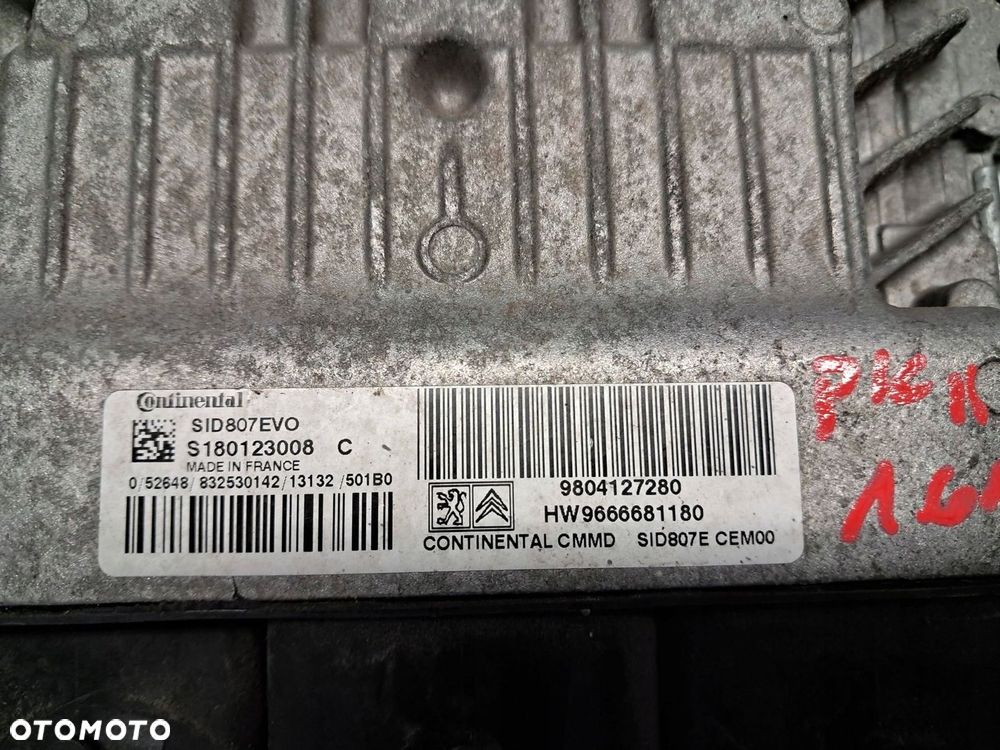 Continental
SID807EVO
S180123008 C
MADE IN FRANCE
0/52648/832530142/13132/501B0
9804127280
HW9666681180
CONTINENTAL CMMD SID807E CEM00
OTOMOTO